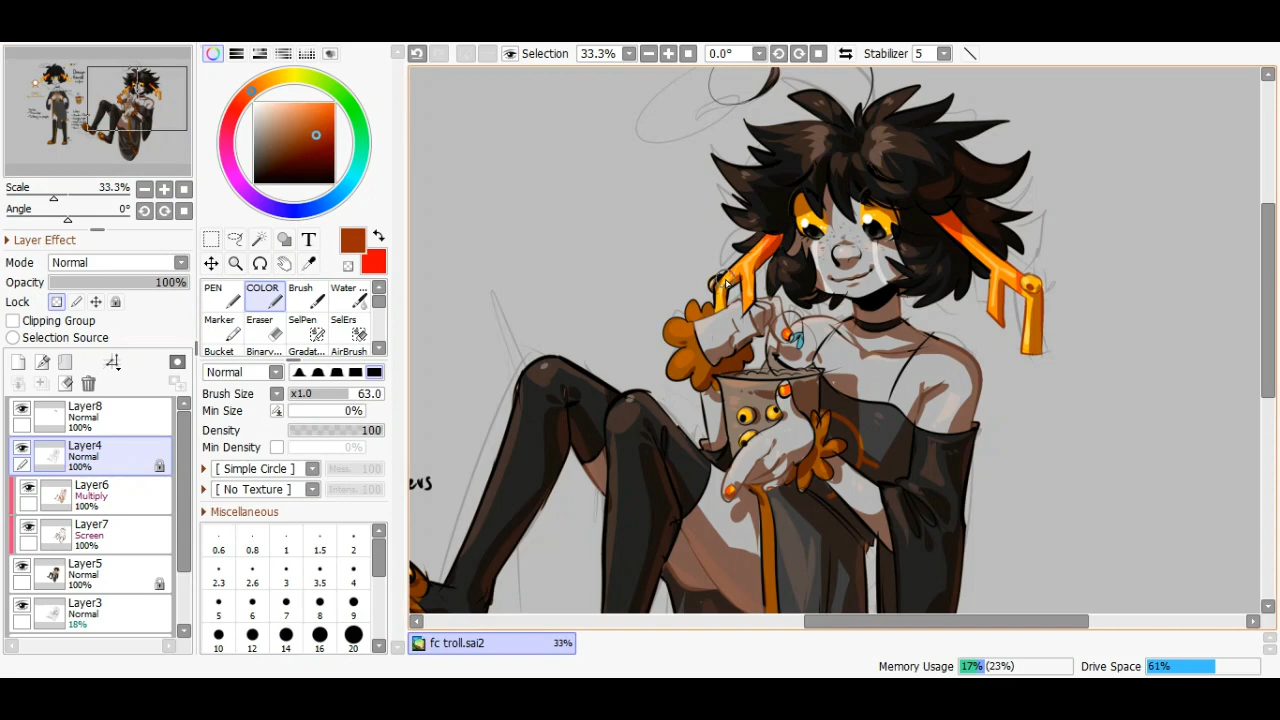 Selection 33.3% 0.0° Stabilizer 5
Scale 33.3%
Angle 0°
Layer Effect
Mode Normal
Opacity 100%
Lock
Clipping Group
Selection Source
Layer8
Normal
100%
Layer4
Normal
100%
Layer6
Multiply
100%
Layer7
Screen
100%
Layer5
Normal
100%
Layer3
Normal
18%
T
PEN COLOR Brush Water ...
Marker Eraser SelPen SelErs
Bucket Binary... Gradat... AirBrush
Normal
Brush Size x1.0 63.0
Min Size 0%
Density 100
Min Density 0%
[ Simple Circle ] 100
[ No Texture ] 100
Miscellaneous
0.6 0.8 1 1.5 2
2.3 2.6 3 3.5 4
5 6 7 8 9
10 12 14 16 20
fc troll.sai2 33%
Memory Usage 17% (23%) Drive Space 61%